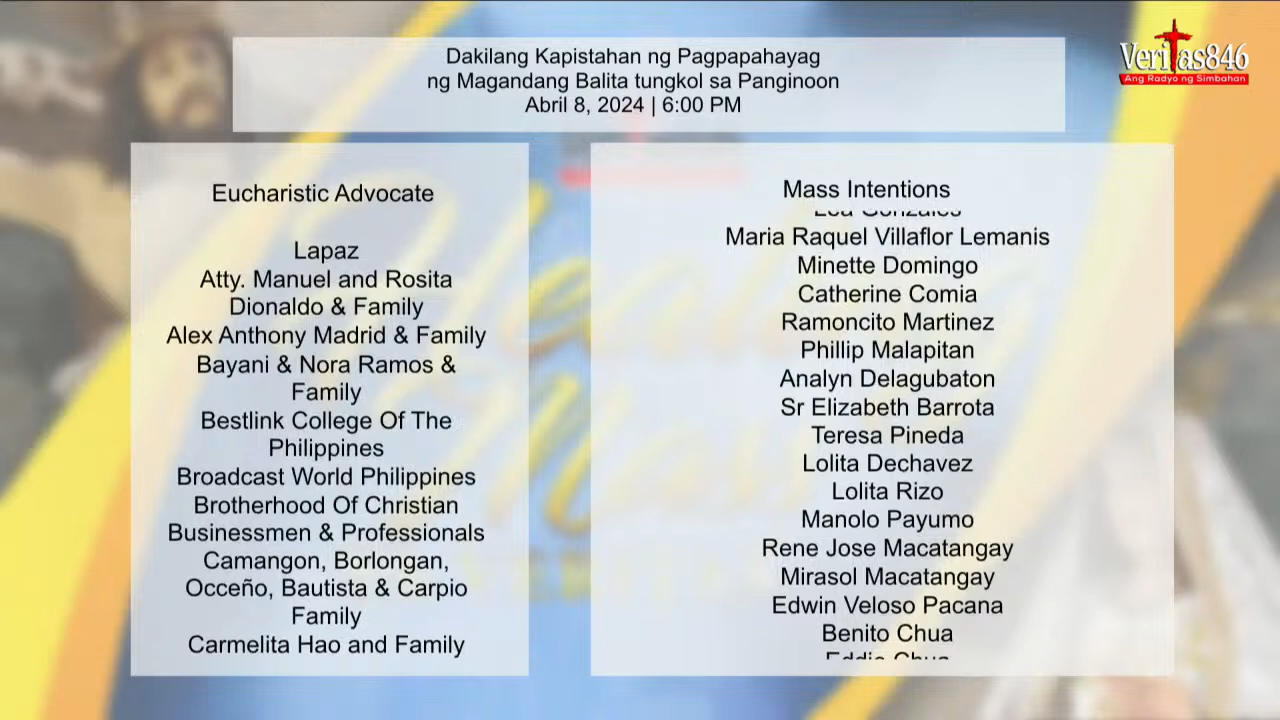 Dakilang Kapistahan ng Pagpapahayag
ng Magandang Balita tungkol sa Panginoon
Abril 8, 2024 | 6:00 PM
Veritas846
Ang Radyo ng Simbahan
Eucharistic Advocate
Lapaz
Atty. Manuel and Rosita
Dionaldo & Family
Alex Anthony Madrid & Family
Bayani & Nora Ramos &
Family
Bestlink College Of The
Philippines
Broadcast World Philippines
Brotherhood Of Christian
Businessmen & Professionals
Camangon, Borlongan,
Occeño, Bautista & Carpio
Family
Carmelita Hao and Family
Mass Intentions
Maria Raquel Villaflor Lemanis
Minette Domingo
Catherine Comia
Ramoncito Martinez
Phillip Malapitan
Analyn Delagubaton
Sr Elizabeth Barrota
Teresa Pineda
Lolita Dechavez
Lolita Rizo
Manolo Payumo
Rene Jose Macatangay
Mirasol Macatangay
Edwin Veloso Pacana
Benito Chua